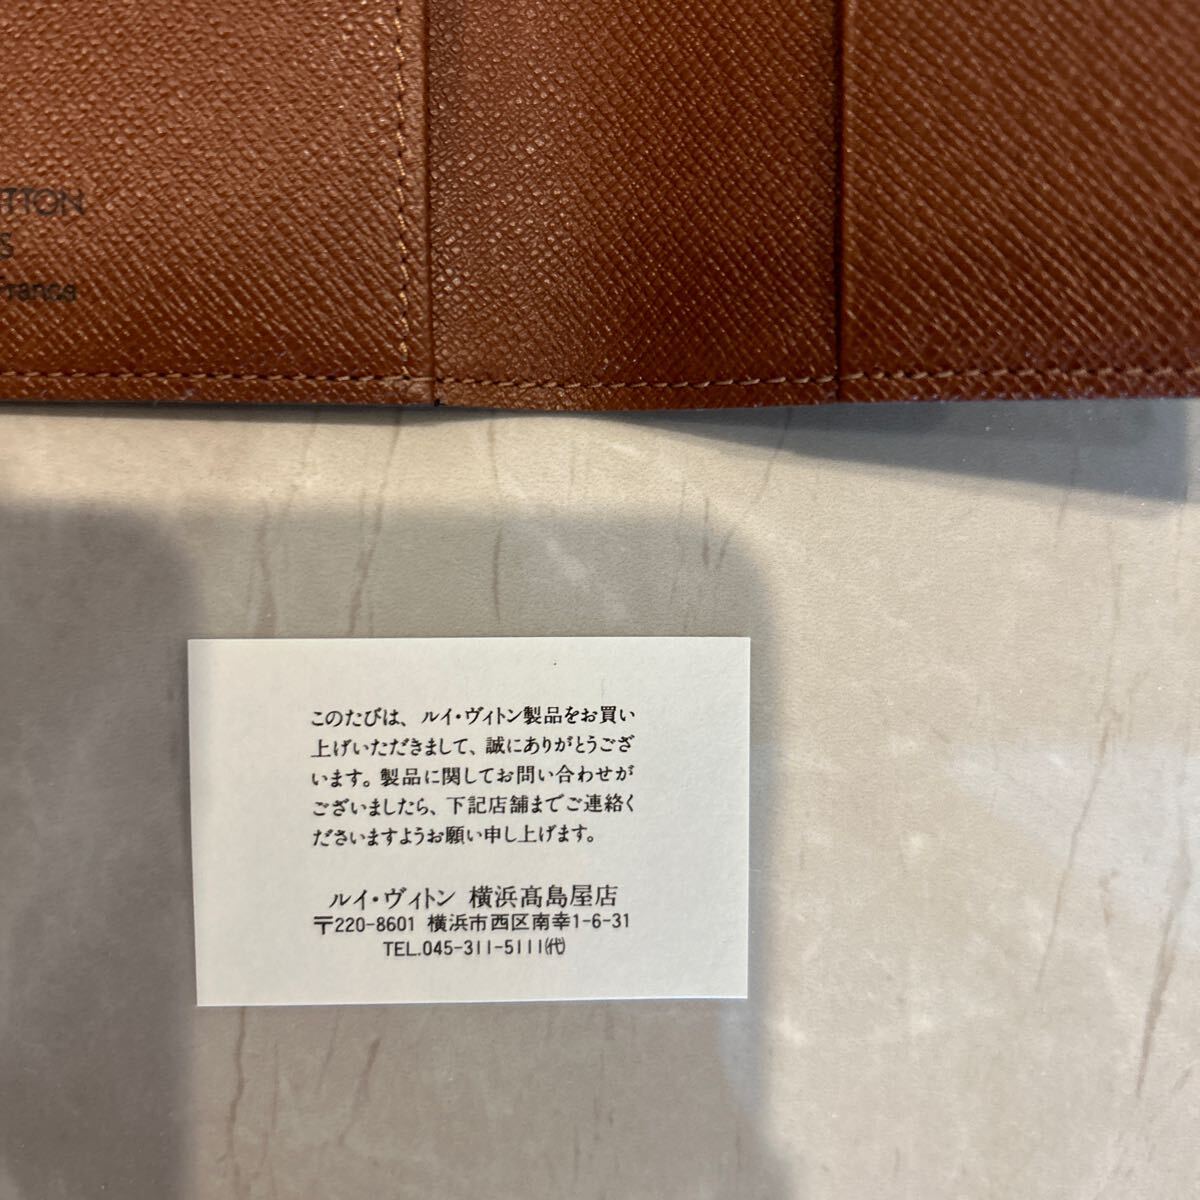 ITTON
S
France
このたびは、ルイ・ヴィトン製品をお買い
上げいただきまして、誠にありがとうござ
います。製品に関してお問い合わせが
ございましたら、下記店舗までご連絡く
ださいますようお願い申し上げます。
ルイ・ヴィトン 横浜髙島屋店
〒220-8601 横浜市西区南幸1-6-31
TEL.045-311-5111㈹